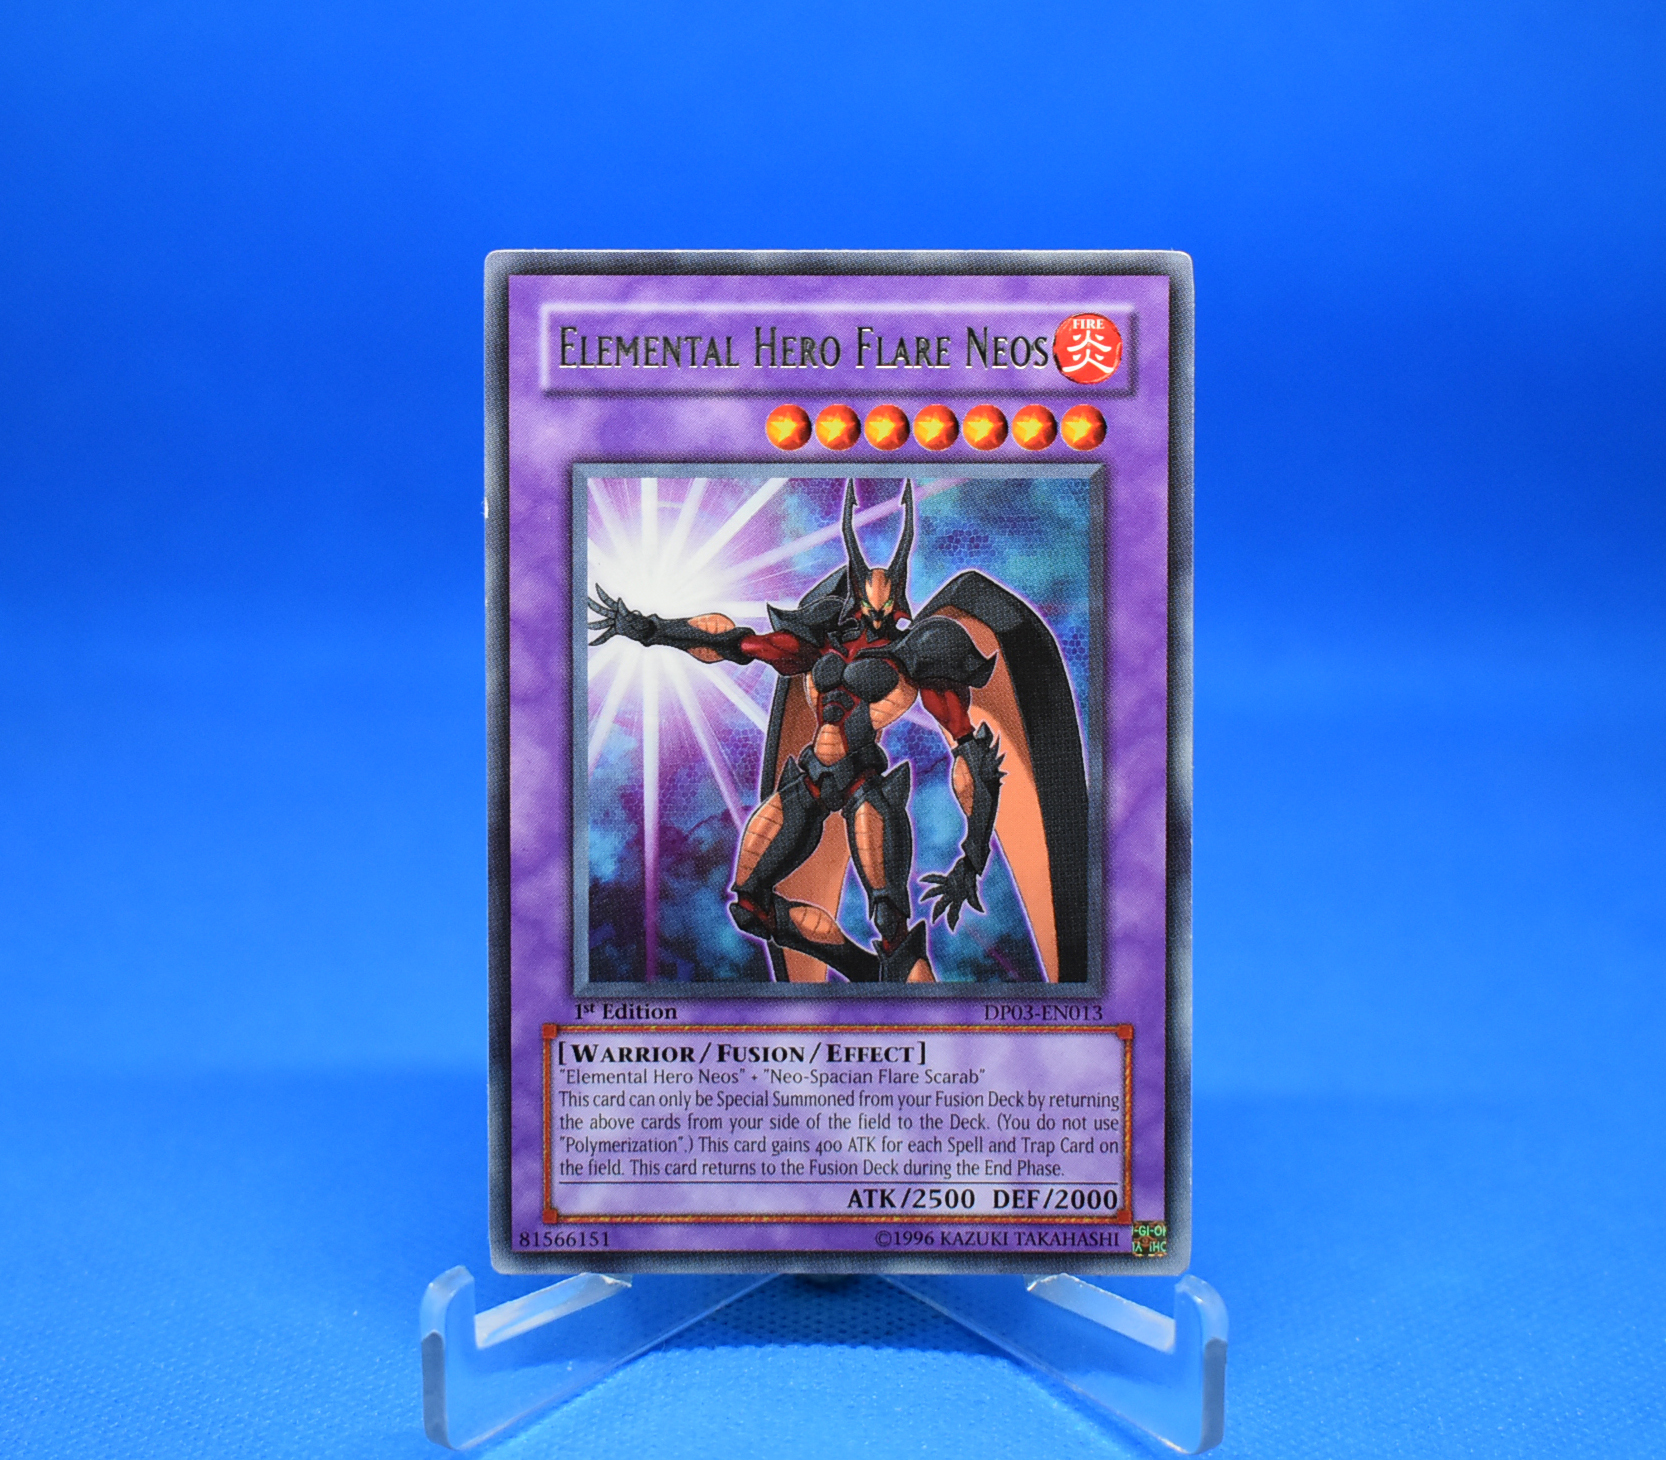 Elemental Hero Flare Neos
FIRE
炎
1st Edition
DP03-EN013
[Warrior/Fusion/Effect]
"Elemental Hero Neos" + "Neo-Spacian Flare Scarab"
This card can only be Special Summoned from your Fusion Deck by returning
the above cards from your side of the field to the Deck. (You do not use
"Polymerization".) This card gains 400 ATK for each Spell and Trap Card on
the field. This card returns to the Fusion Deck during the End Phase.
ATK/2500 DEF/2000
81566151
©1996 KAZUKI TAKAHASHI
-GI-OH